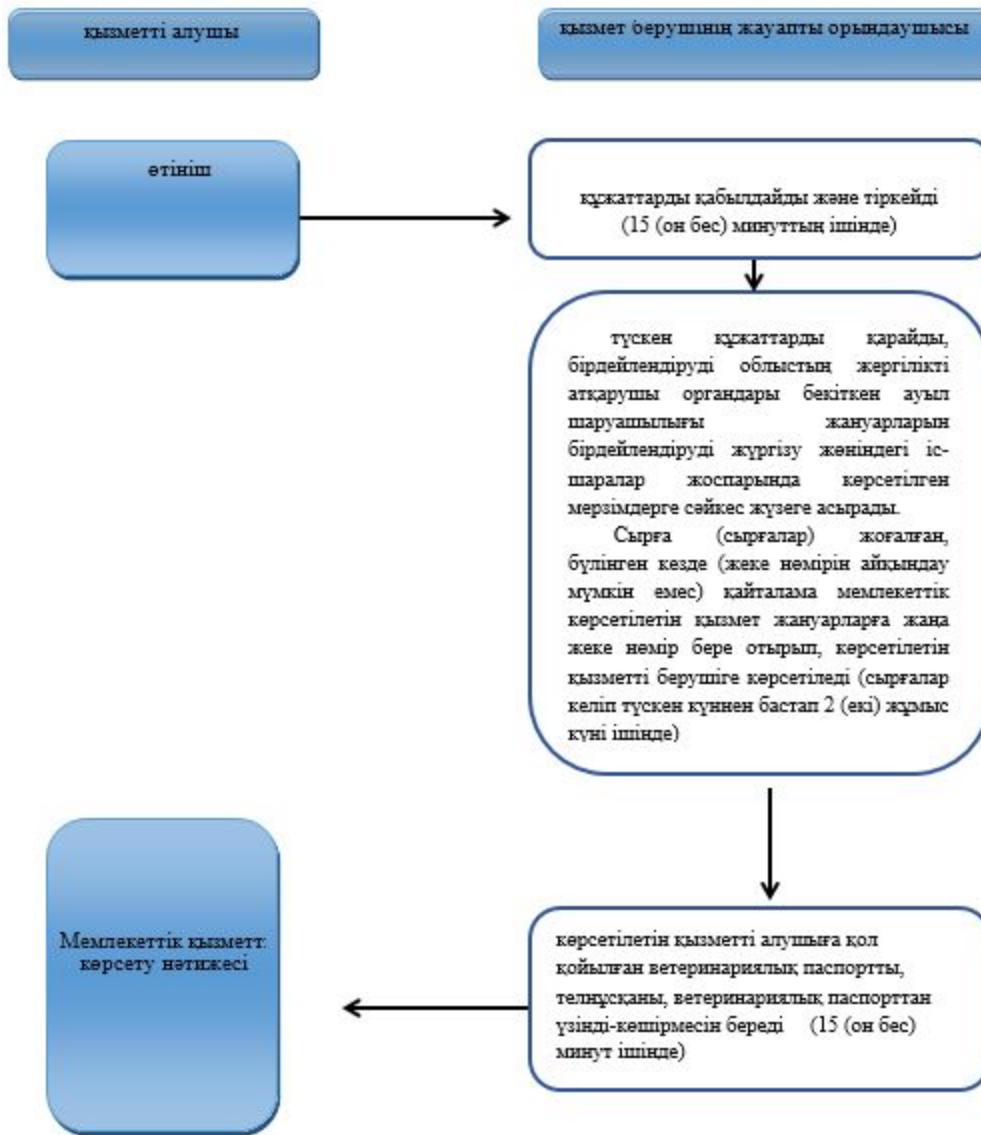 қызметті алушы
қызмет берушінің жауапты орындаушысы
өтініш
құжаттарды қабылдайды және тіркейді
(15 (он бес) минуттың ішінде)
түскен құжаттарды қарайды,
бірдейлендіруді облыстың жергілікті
атқарушы органдары бекіткен ауыл
шаруашылығы жануарларын
бірдейлендіруді жүргізу жөніндегі іс-
шаралар жоспарында көрсетілген
мерзімдерге сәйкес жүзеге асырады.
Сырға (сырғалар) жоғалған,
бүлінген кезде (жеке нөмірін айқындау
мүмкін емес) қайталама мемлекеттік
көрсетілетін қызмет жануарларға жаңа
жеке нөмір бере отырып, көрсетілетін
қызметті берушіге көрсетіледі (сырғалар
келіп түскен күннен бастап 2 (екі) жұмыс
күні ішінде)
көрсетілетін қызметті алушыға қол
қойылған ветеринариялық паспортты,
телнұсқаны, ветеринариялық паспорттан
үзінді-көшірмесін береді (15 (он бес)
минут ішінде)
Мемлекеттік қызметт
көрсету нәтижесі